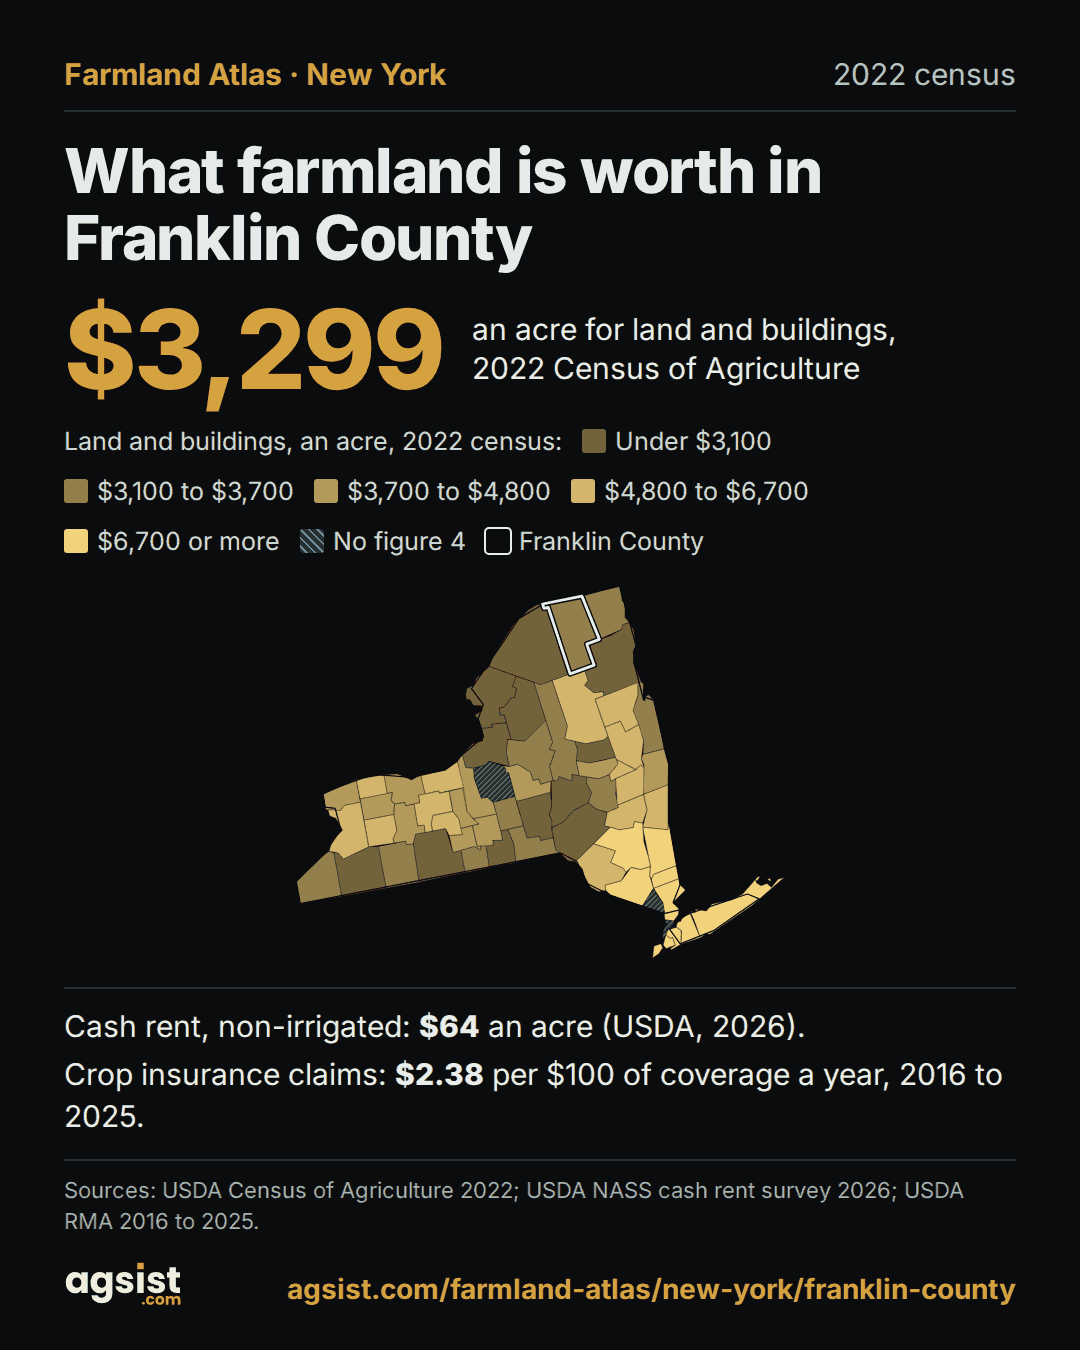 Farmland Atlas · New York
2022 census
What farmland is worth in
Franklin County
$3,299
an acre for land and buildings,
2022 Census of Agriculture
Land and buildings, an acre, 2022 census: Under $3,100
$3,100 to $3,700 $3,700 to $4,800 $4,800 to $6,700
$6,700 or more No figure 4 Franklin County
Cash rent, non-irrigated: $64 an acre (USDA, 2026).
Crop insurance claims: $2.38 per $100 of coverage a year, 2016 to
2025.
Sources: USDA Census of Agriculture 2022; USDA NASS cash rent survey 2026; USDA
RMA 2016 to 2025.
agsist
.com
agsist.com/farmland-atlas/new-york/franklin-county